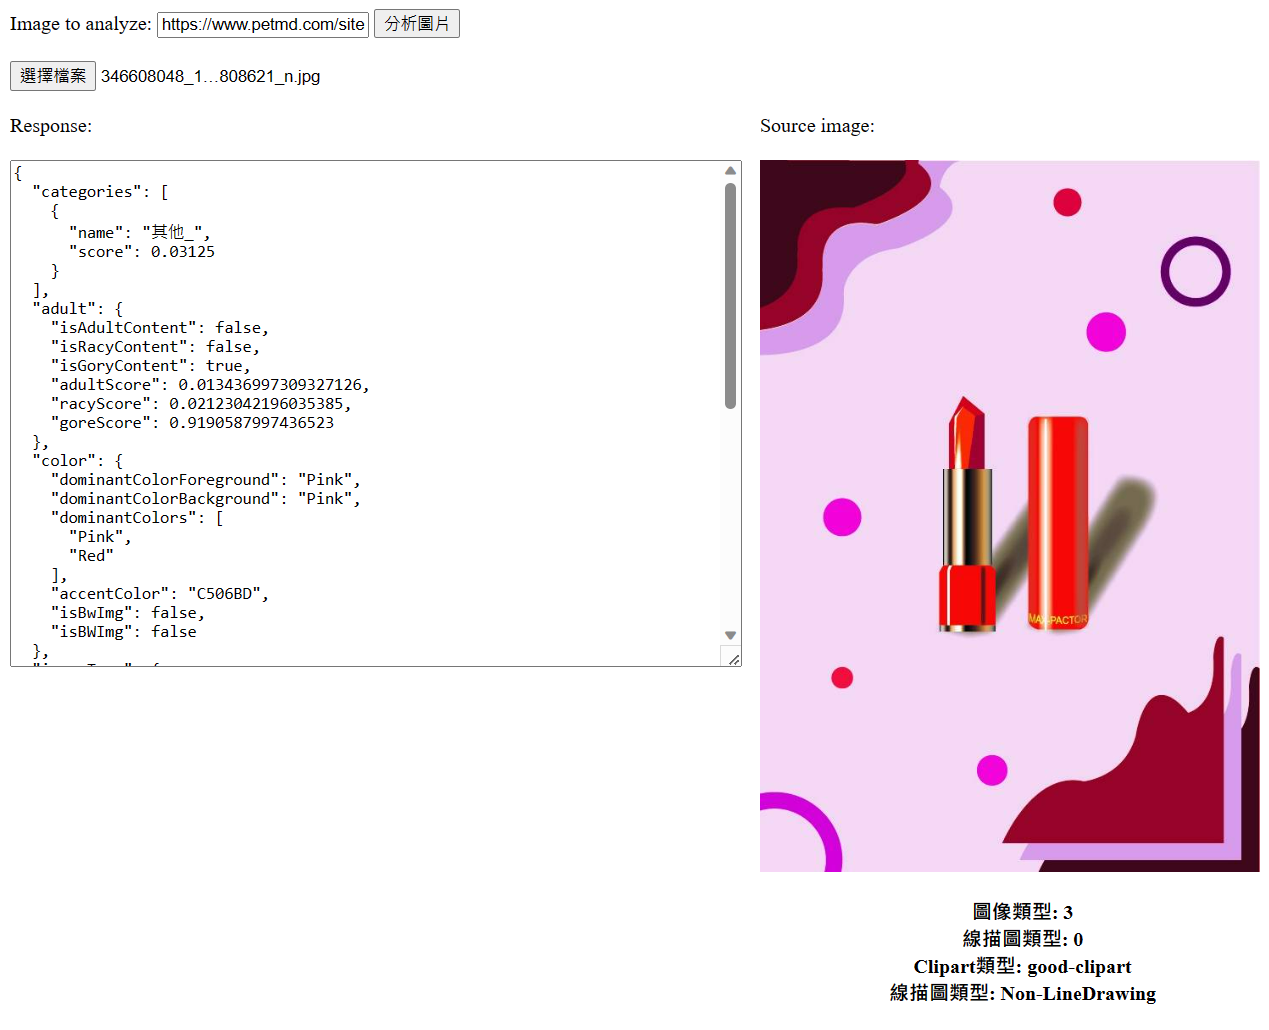 Image to analyze: https://www.petmd.com/site 分析圖片
選擇檔案 346608048_1...808621_n.jpg
Response:
Source image:
{
  "categories": [
    {
      "name": "其他_",
      "score": 0.03125
    }
  ],
  "adult": {
    "isAdultContent": false,
    "isRacyContent": false,
    "isGoryContent": true,
    "adultScore": 0.013436997309327126,
    "racyScore": 0.02123042196035385,
    "goreScore": 0.9190587997436523
  },
  "color": {
    "dominantColorForeground": "Pink",
    "dominantColorBackground": "Pink",
    "dominantColors": [
      "Pink",
      "Red"
    ],
    "accentColor": "C506BD",
    "isBwImg": false,
    "isBWImg": false
  },
MAX-PACTOR
圖像類型: 3
線描圖類型: 0
Clipart類型: good-clipart
線描圖類型: Non-LineDrawing